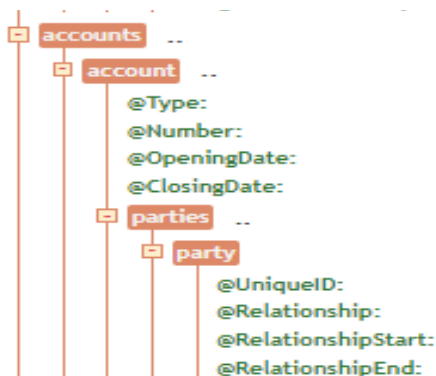 accounts ..
account ..
@Type:
@Number:
@OpeningDate:
@ClosingDate:
parties ..
party
@UniqueID:
@Relationship:
@RelationshipStart:
@RelationshipEnd: